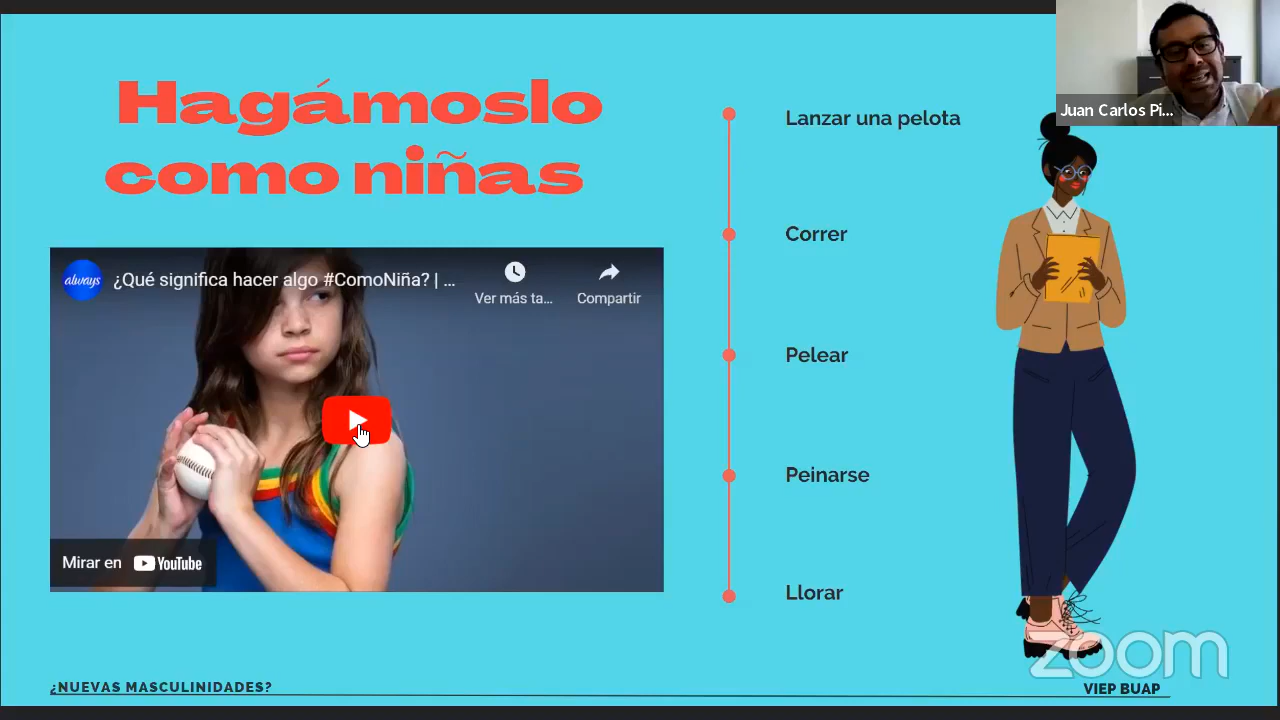 Hagámoslo
como niñas
always
¿Qué significa hacer algo #ComoNiña? | ...
Ver más ta...
Compartir
Mirar en YouTube
Lanzar una pelota
Correr
Pelear
Peinarse
Llorar
Juan Carlos Pi...
zoom
¿NUEVAS MASCULINIDADES?
VIEP BUAP